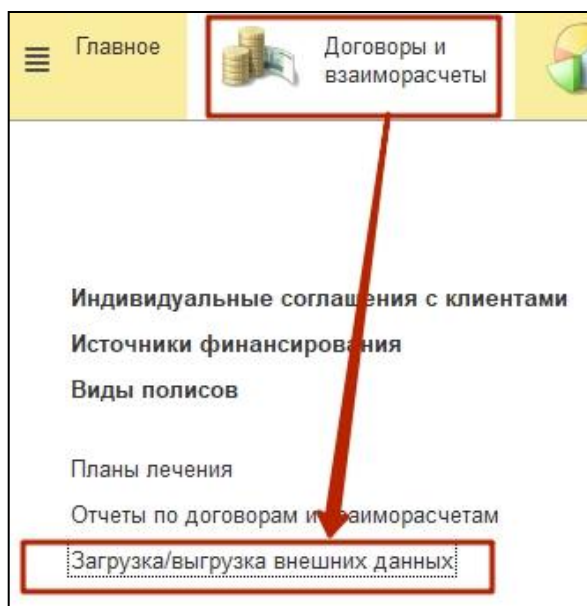 Главное
Договоры и
взаиморасчеты
Индивидуальные соглашения с клиентами
Источники финансирования
Виды полисов
Планы лечения
Отчеты по договорам и взаиморасчетам
Загрузка/выгрузка внешних данных